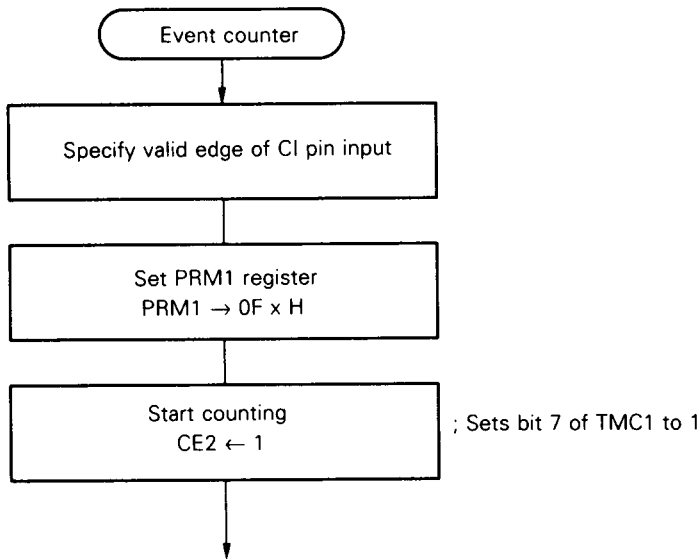 Event counter
Specify valid edge of CI pin input
Set PRM1 register
PRM1 → 0F x H
Start counting
CE2 ← 1
; Sets bit 7 of TMC1 to 1